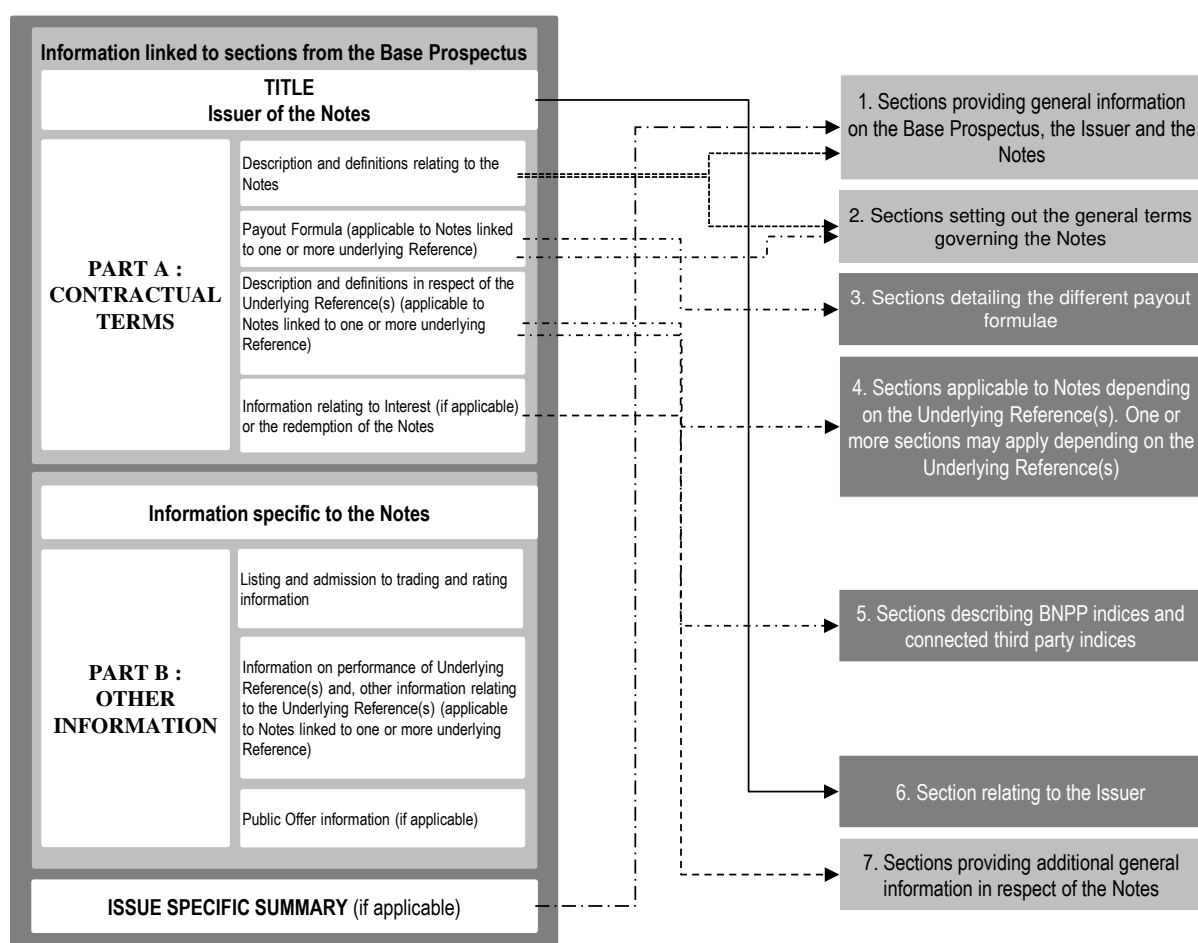 Information linked to sections from the Base Prospectus
TITLE
Issuer of the Notes
PART A :
CONTRACTUAL
TERMS
Description and definitions relating to the
Notes
Payout Formula (applicable to Notes linked
to one or more underlying Reference)
Description and definitions in respect of the
Underlying Reference(s) (applicable to
Notes linked to one or more underlying
Reference)
Information relating to Interest (if applicable)
or the redemption of the Notes
Information specific to the Notes
PART B :
OTHER
INFORMATION
Listing and admission to trading and rating
information
Information on performance of Underlying
Reference(s) and, other information relating
to the Underlying Reference(s) (applicable
to Notes linked to one or more underlying
Reference)
Public Offer information (if applicable)
ISSUE SPECIFIC SUMMARY (if applicable)
1. Sections providing general information
on the Base Prospectus, the Issuer and the
Notes
2. Sections setting out the general terms
governing the Notes
3. Sections detailing the different payout
formulae
4. Sections applicable to Notes depending
on the Underlying Reference(s). One or
more sections may apply depending on the
Underlying Reference(s)
5. Sections describing BNPP indices and
connected third party indices
6. Section relating to the Issuer
7. Sections providing additional general
information in respect of the Notes